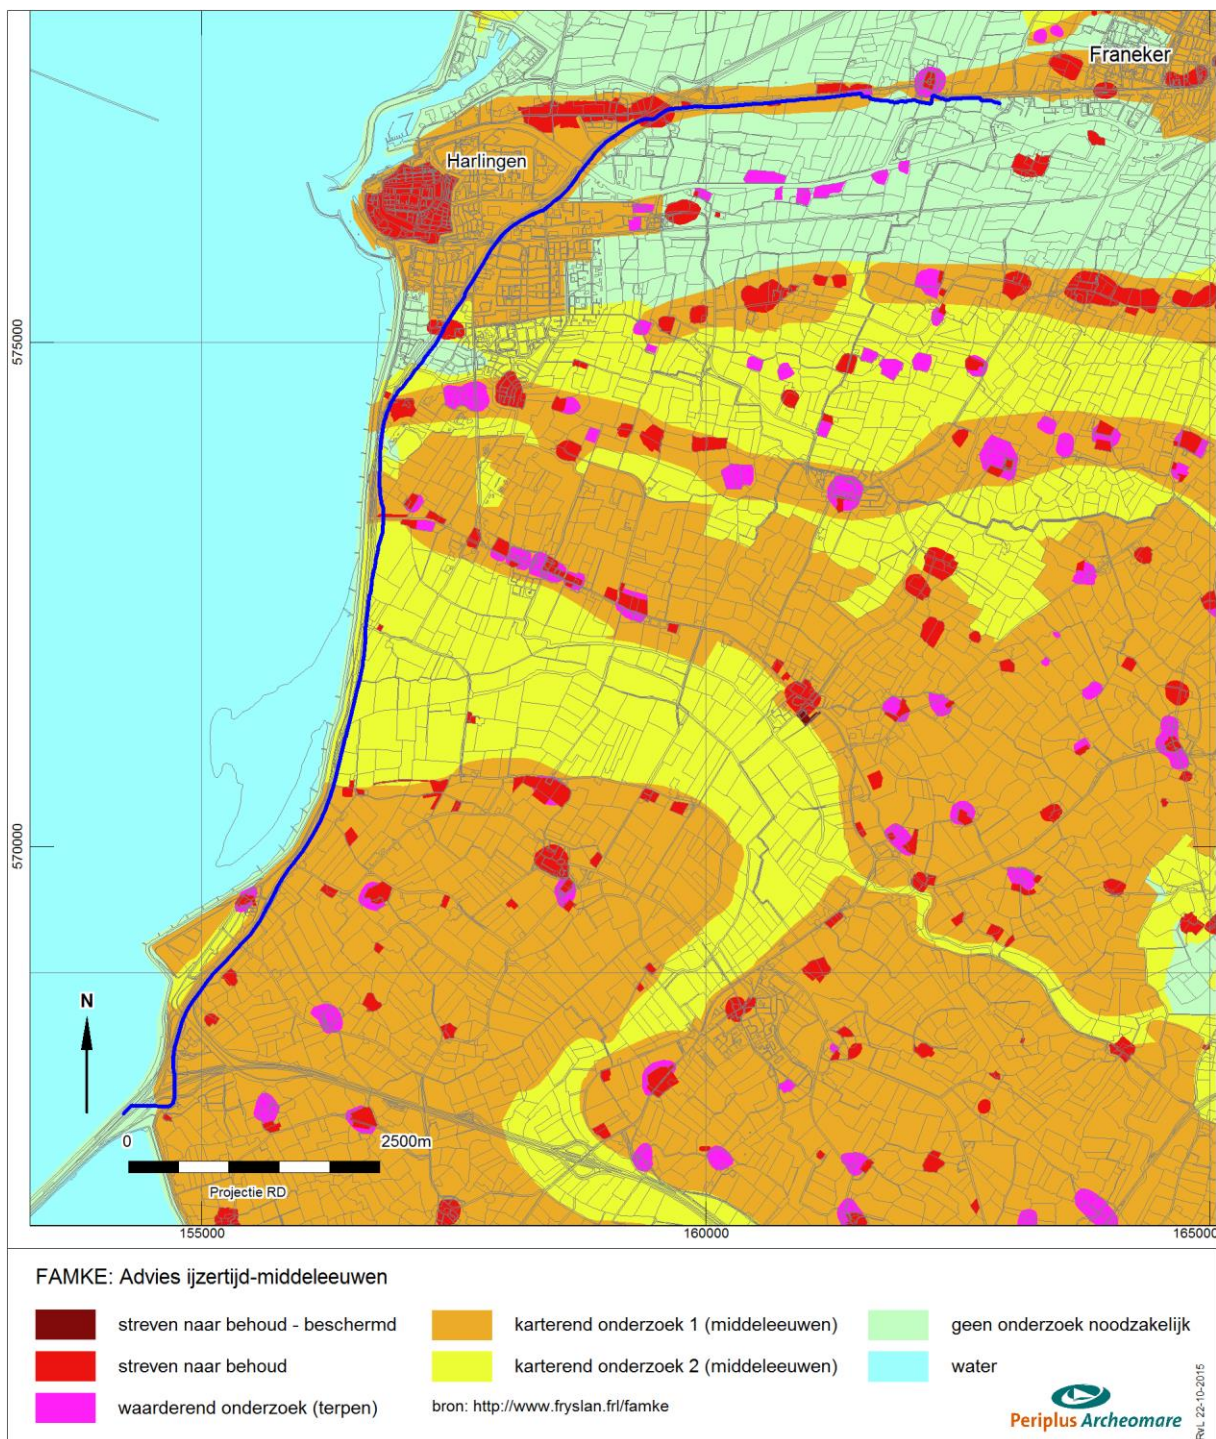 Franeker
Harlingen
575000
570000
N
0 2500m
Projectie RD
155000 160000 165000
FAMKE: Advies ijzertijd-middeleeuwen
streven naar behoud - beschermd
streven naar behoud
waarderend onderzoek (terpen)
karterend onderzoek 1 (middeleeuwen)
karterend onderzoek 2 (middeleeuwen)
bron: http://www.fryslan.frl/famke
geen onderzoek noodzakelijk
water
Periplus Archeomare
RvL 22-10-2015